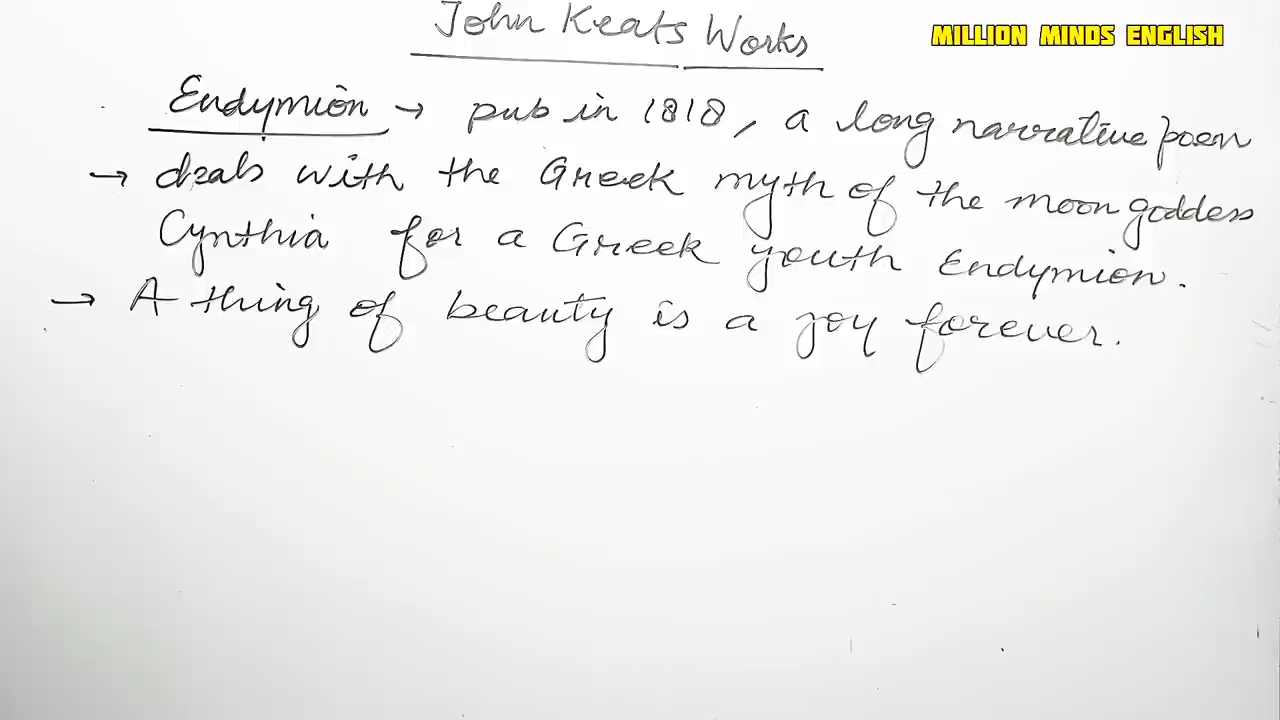 John Keats Works
MILLION MINDS ENGLISH
Endymion → pub in 1818, a long narrative poem
→ deals with the Greek myth of the moon goddess
Cynthia for a Greek youth Endymion.
→ A thing of beauty is a joy forever.